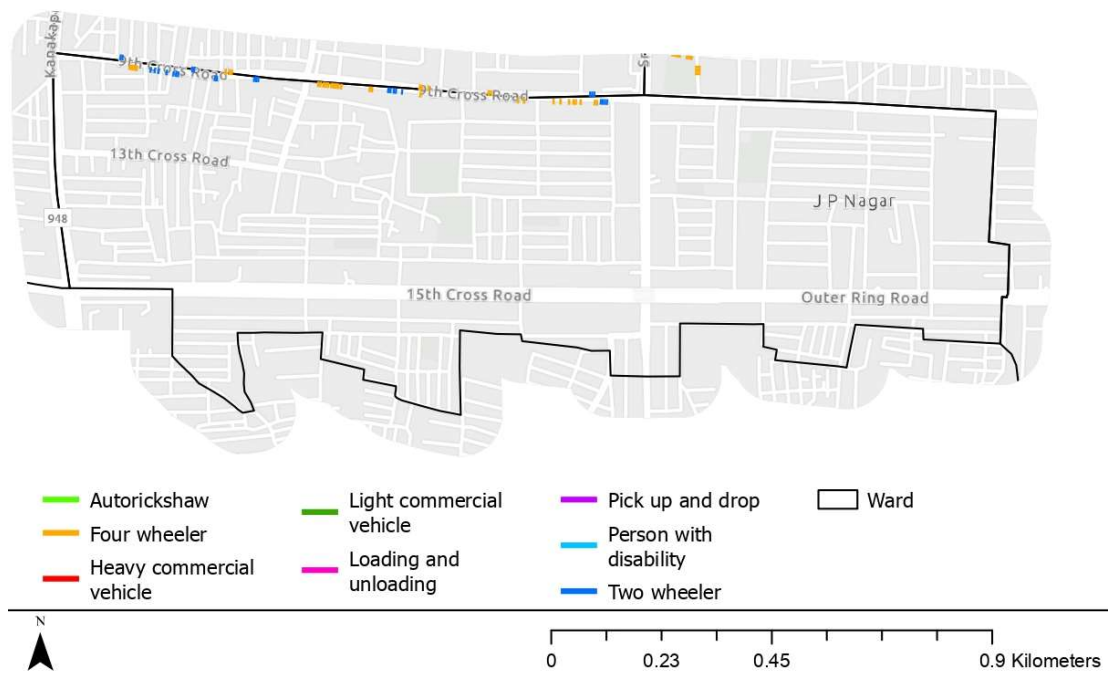 Kanakap
9th Cross Road
9th Cross Road
13th Cross Road
J P Nagar
948
15th Cross Road
Outer Ring Road
Autorickshaw
Four wheeler
Heavy commercial
vehicle
Light commercial
vehicle
Loading and
unloading
Pick up and drop
Person with
disability
Two wheeler
Ward
N
0 0.23 0.45 0.9 Kilometers